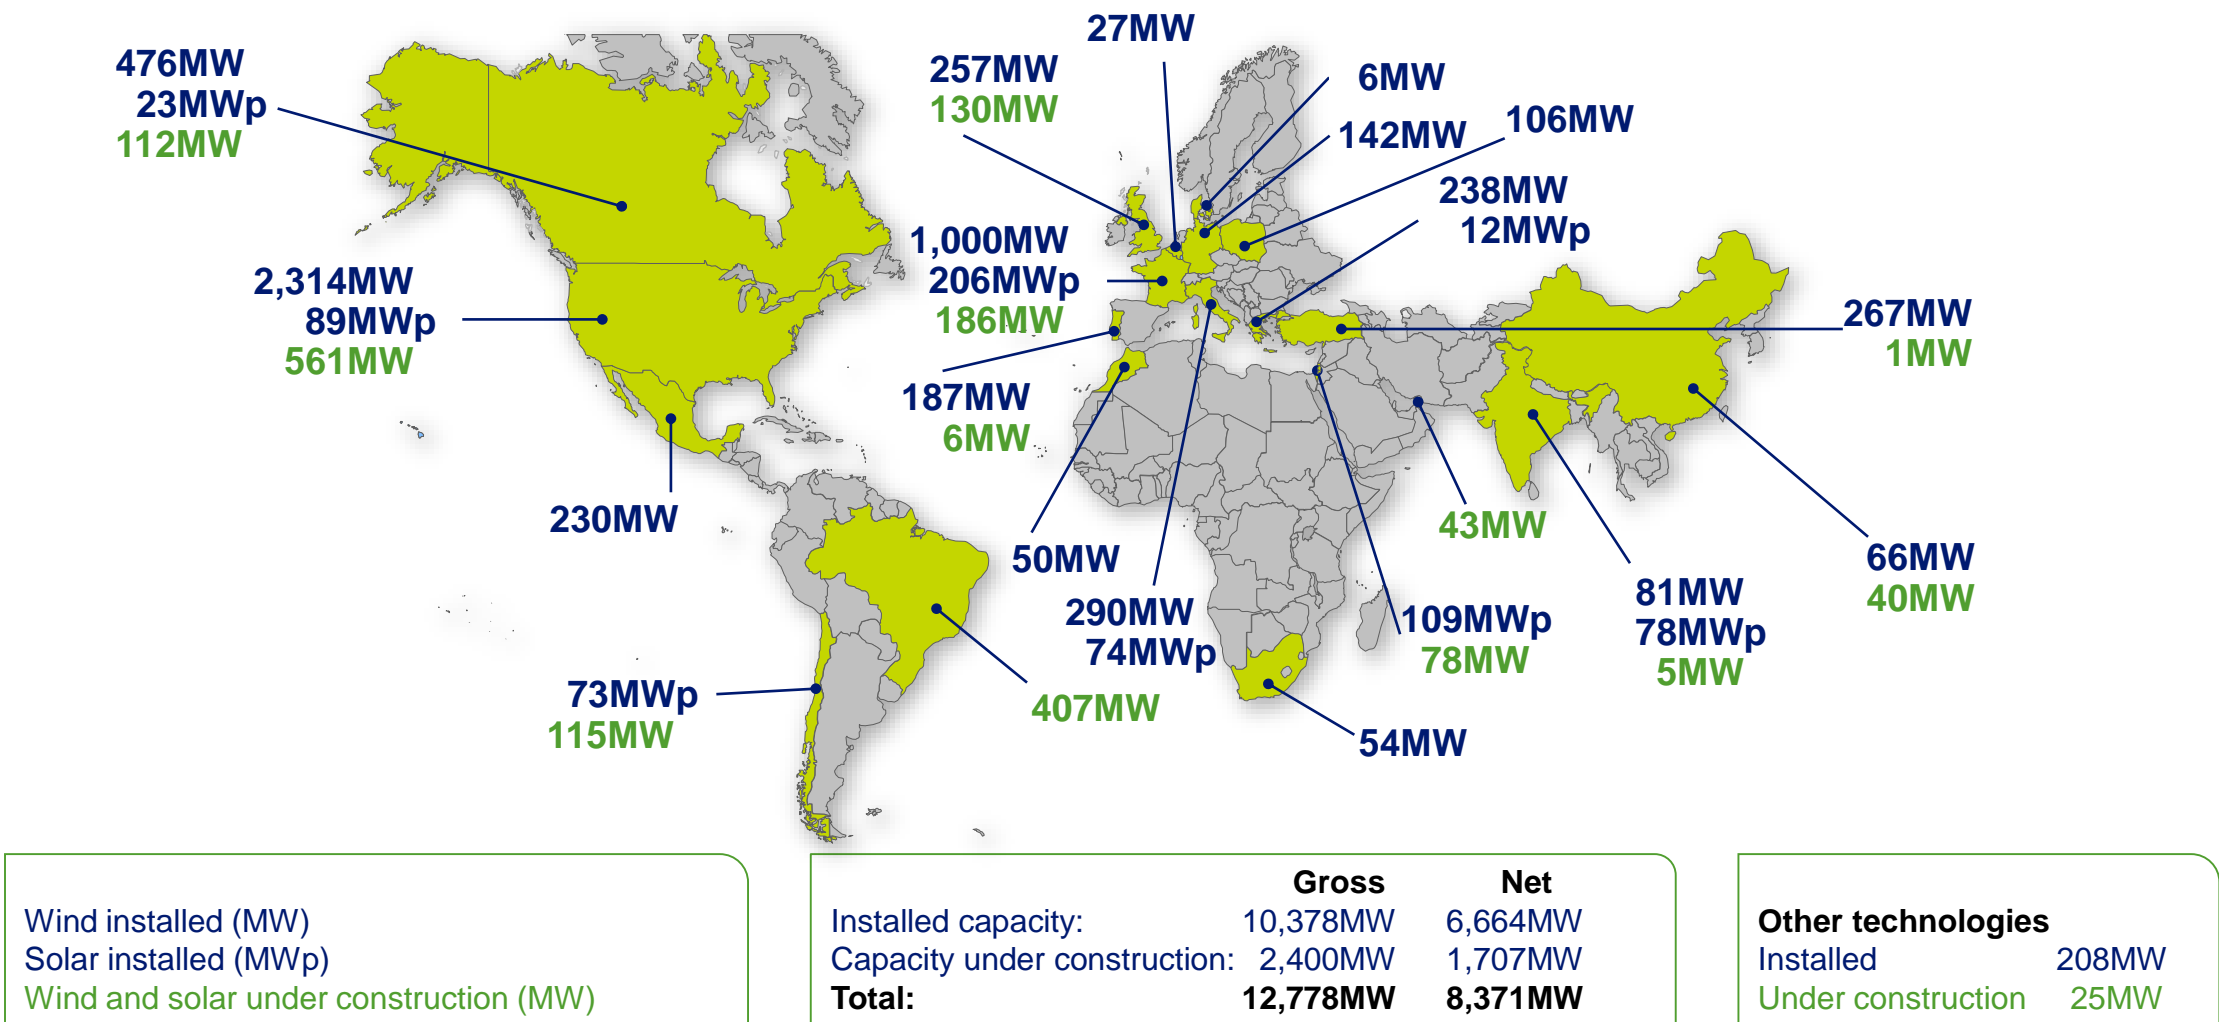 476MW
23MWp
112MW
2,314MW
89MWp
561MW
230MW
73MWp
115MW
407MW
27MW
257MW
130MW
6MW
142MW
106MW
238MW
12MWp
1,000MW
206MWp
186MW
187MW
6MW
50MW
290MW
74MWp
267MW
1MW
43MW
109MWp
78MW
54MW
81MW
78MWp
5MW
66MW
40MW
Wind installed (MW)
Solar installed (MWp)
Wind and solar under construction (MW)
Gross Net
Installed capacity: 10,378MW 6,664MW
Capacity under construction: 2,400MW 1,707MW
Total: 12,778MW 8,371MW
Other technologies
Installed 208MW
Under construction 25MW